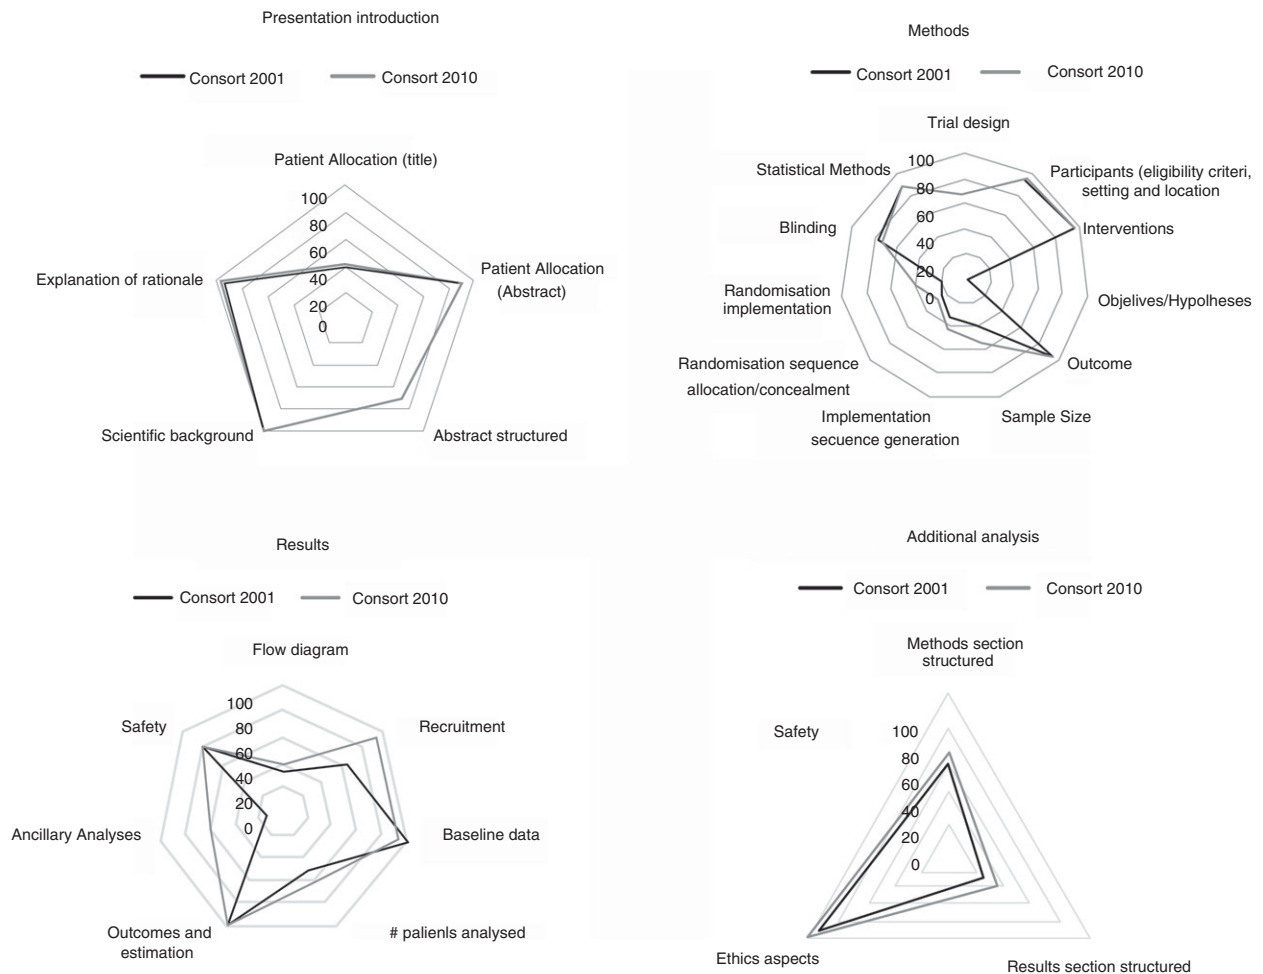 Presentation introduction
Consort 2001
Consort 2010
Patient Allocation (title)
100
80
60
40
20
0
Explanation of rationale
Patient Allocation
(Abstract)
Scientific background
Abstract structured
Methods
Consort 2001
Consort 2010
Trial design
100
80
60
40
20
0
Statistical Methods
Participants (eligibility criteri,
setting and location
Blinding
Interventions
Randomisation
implementation
Objelives/Hypolheses
Randomisation sequence
allocation/concealment
Outcome
Implementation
secuence generation
Sample Size
Results
Consort 2001
Consort 2010
Flow diagram
100
80
60
40
20
0
Safety
Recruitment
Ancillary Analyses
Baseline data
Outcomes and
estimation
# palienls analysed
Additional analysis
Consort 2001
Consort 2010
Methods section
structured
Safety
100
80
60
40
20
0
Ethics aspects
Results section structured